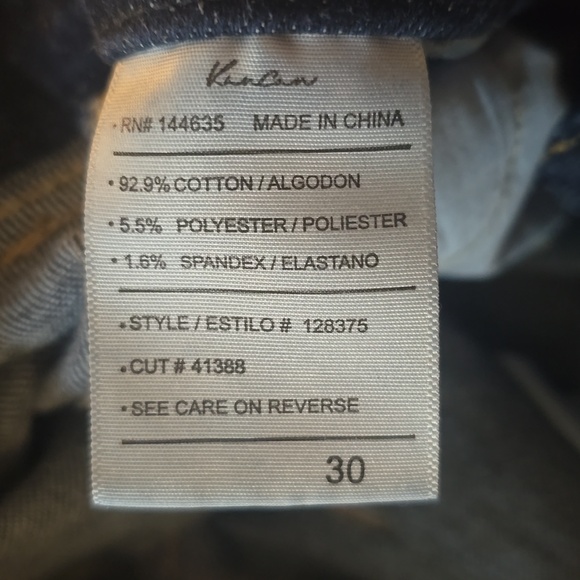 KanCan
• RN# 144635 MADE IN CHINA
• 92.9% COTTON / ALGODON
• 5.5% POLYESTER / POLIESTER
• 1.6% SPANDEX / ELASTANO
• STYLE / ESTILO # 128375
• CUT # 41388
• SEE CARE ON REVERSE
30